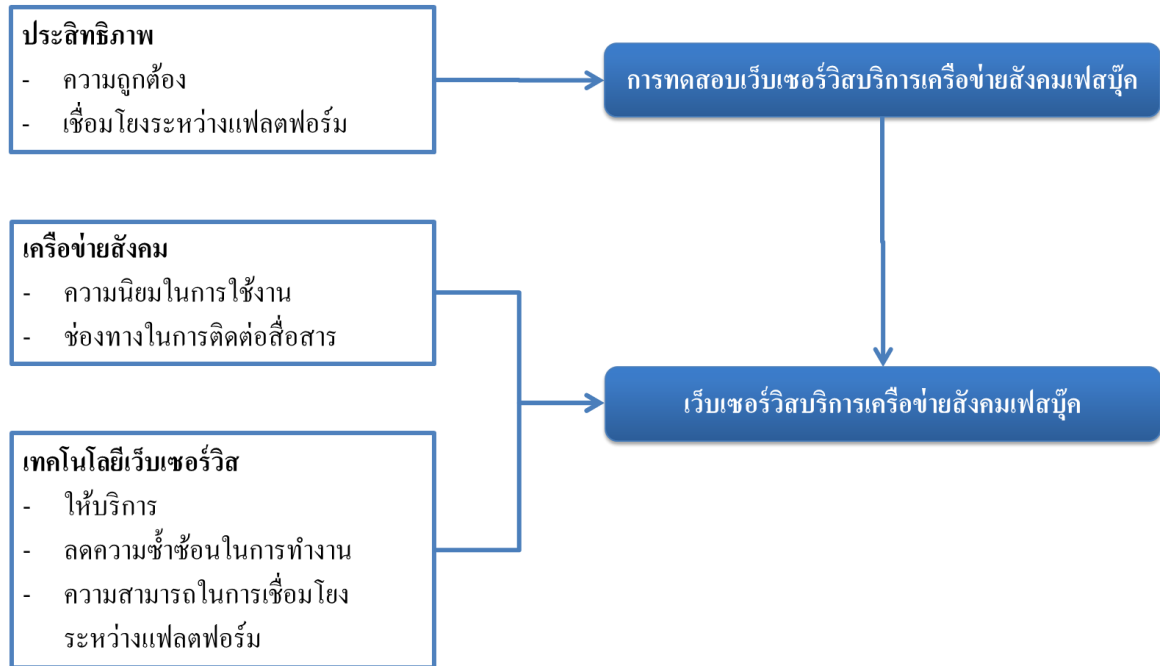 ประสิทธิภาพ
- ความถูกต้อง
- เชื่อมโยงระหว่างแฟลตฟอร์ม
การทดสอบเว็บเซอร์วิสบริการเครือข่ายสังคมเฟสบุ๊ค
เครือข่ายสังคม
- ความนิยมในการใช้งาน
- ช่องทางในการติดต่อสื่อสาร
เว็บเซอร์วิสบริการเครือข่ายสังคมเฟสบุ๊ค
เทคโนโลยีเว็บเซอร์วิส
- ให้บริการ
- ลดความซ้ำซ้อนในการทำงาน
- ความสามารถในการเชื่อมโยง
ระหว่างแฟลตฟอร์ม